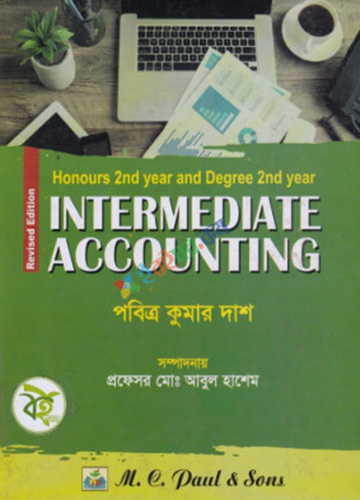 Honours 2nd year and Degree 2nd year
Revised Edition
INTERMEDIATE
ACCOUNTING
পবিত্র কুমার দাশ
সম্পাদনায়
প্রফেসর মোঃ আবুল হাশেম
বই
M. C. Paul & Sons